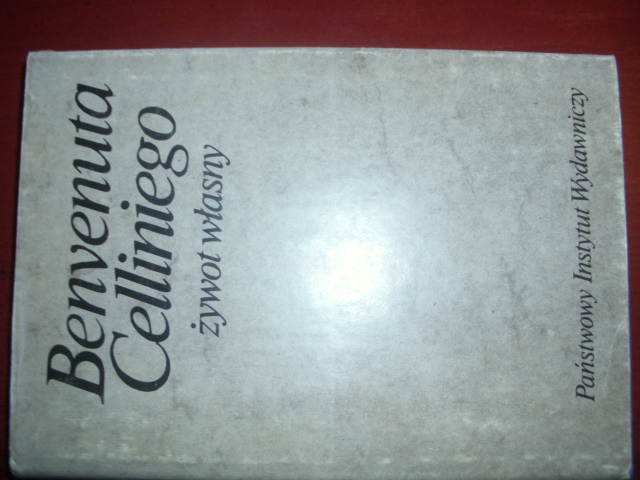 Benvenuta
Celliniego
żywot własny
Państwowy Instytut Wydawniczy